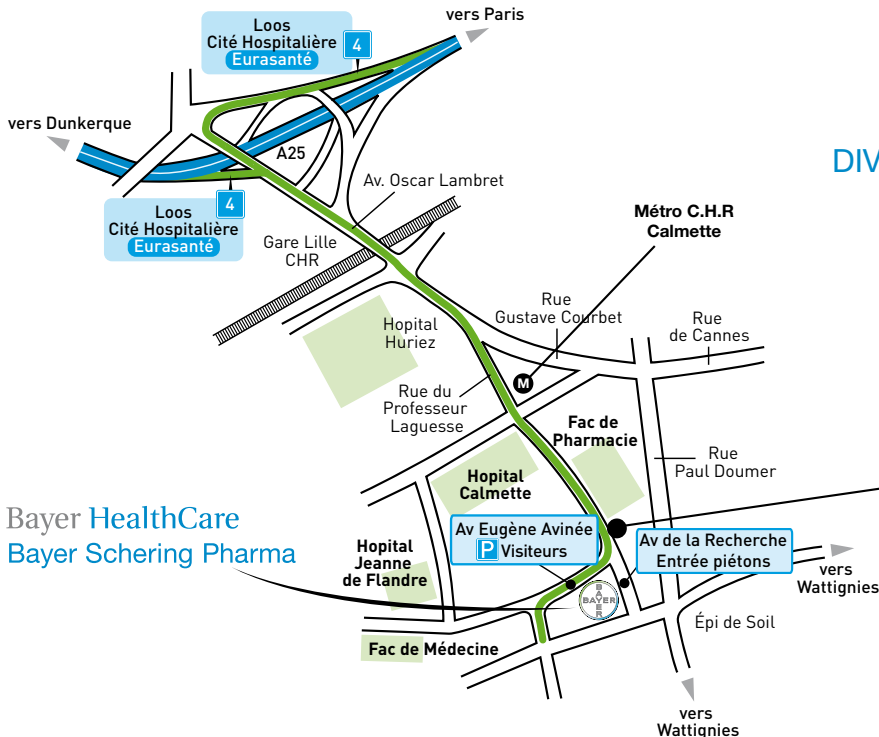 vers Paris
Loos
Cité Hospitalière
Eurasanté
4
vers Dunkerque
A25
DIV
Av. Oscar Lambret
4
Loos
Cité Hospitalière
Eurasanté
Métro C.H.R
Calmette
Gare Lille
CHR
Rue
Gustave Courbet
Rue
de Cannes
Hopital
Huriez
M
Rue du
Professeur
Laguesse
Fac de
Pharmacie
Rue
Paul Doumer
Hopital
Calmette
Bayer HealthCare
Bayer Schering Pharma
Av Eugène Avinée
P Visiteurs
Av de la Recherche
Entrée piétons
Hopital
Jeanne
de Flandre
vers
Wattignies
BAYER
BAYER
Épi de Soil
Fac de Médecine
vers
Wattignies